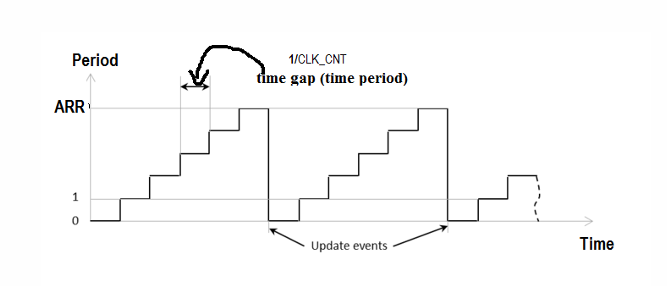 Period
1/CLK_CNT
time gap (time period)
ARR
1
0
Update events
Time